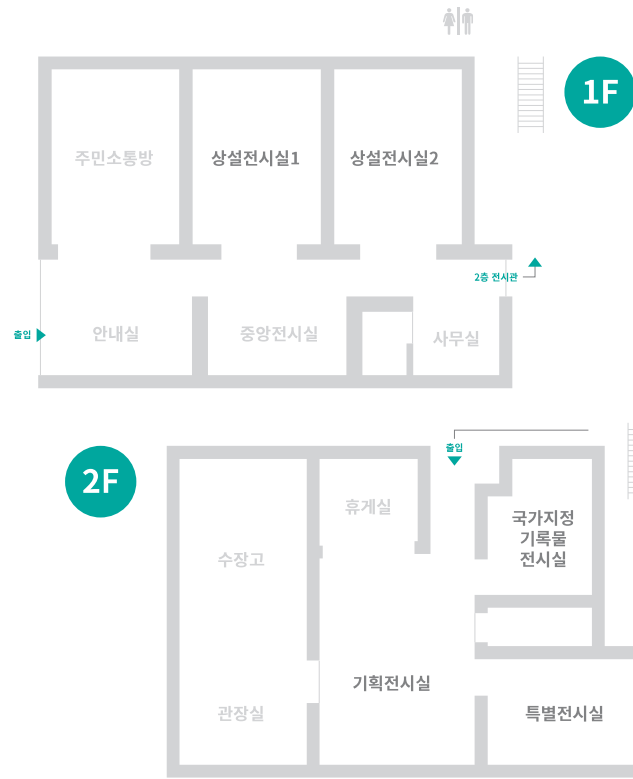 1F
주민소통방
상설전시실1
상설전시실2
2층 전시관
출입
안내실
중앙전시실
사무실
2F
출입
휴게실
국가지정
기록물
전시실
수장고
기획전시실
관장실
특별전시실